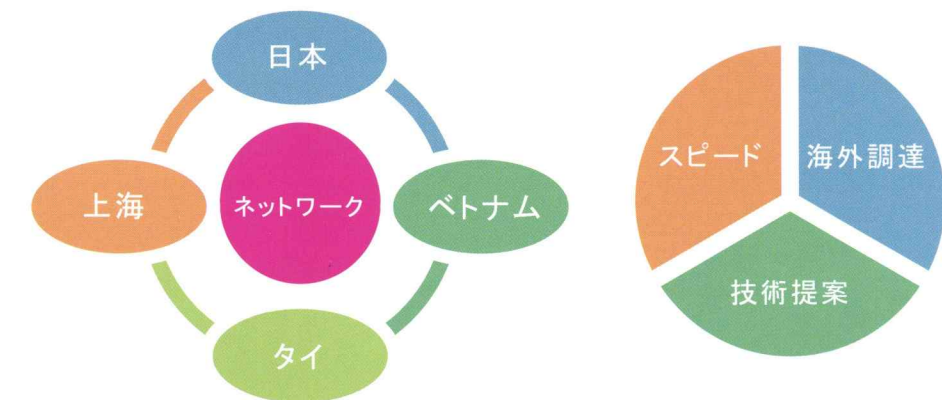 日本
上海
ネットワーク
ベトナム
タイ
スピード
海外調達
技術提案